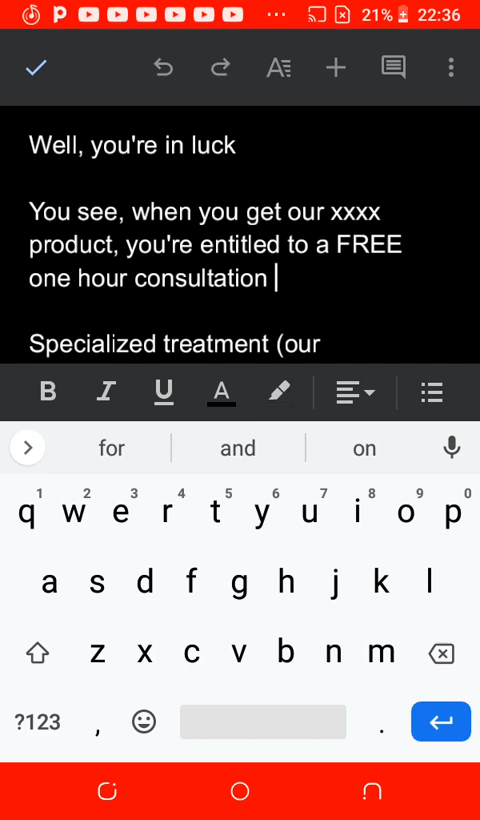 21% 22:36
Well, you're in luck
You see, when you get our xxxx
product, you're entitled to a FREE
one hour consultation
Specialized treatment (our
B I U A
for and on
1 2 3 4 5 6 7 8 9 0
q w e r t y u i o p
a s d f g h j k l
z x c v b n m
?123 , .